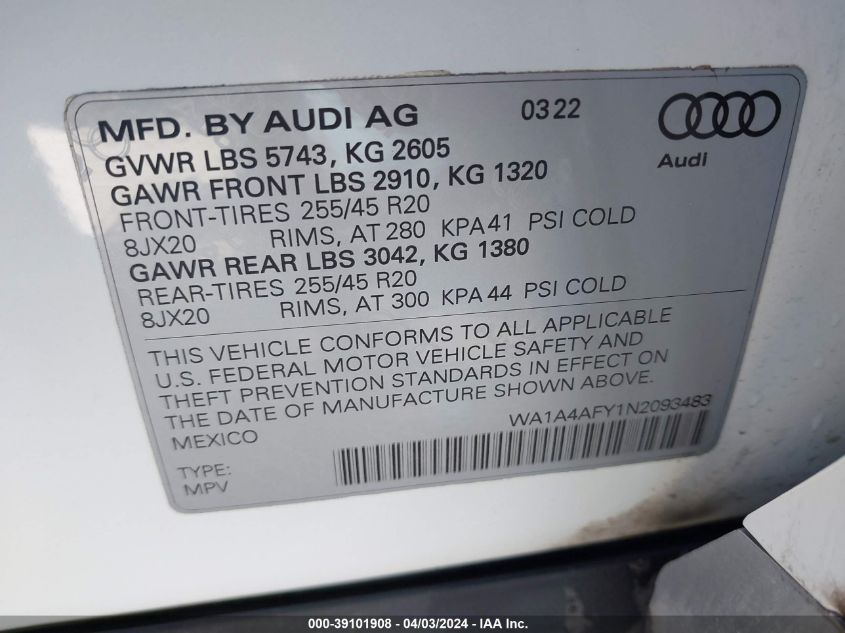 MFD. BY AUDI AG 03 22
Audi
GVWR LBS 5743, KG 2605
GAWR FRONT LBS 2910, KG 1320
FRONT-TIRES 255/45 R20
8JX20 RIMS, AT 280 KPA 41 PSI COLD
GAWR REAR LBS 3042, KG 1380
REAR-TIRES 255/45 R20
8JX20 RIMS, AT 300 KPA 44 PSI COLD
THIS VEHICLE CONFORMS TO ALL APPLICABLE
U.S. FEDERAL MOTOR VEHICLE SAFETY AND
THEFT PREVENTION STANDARDS IN EFFECT ON
THE DATE OF MANUFACTURE SHOWN ABOVE.
MEXICO WA1A4AFY1N2093483
TYPE:
MPV
000-39101908 - 04/03/2024 - IAA Inc.